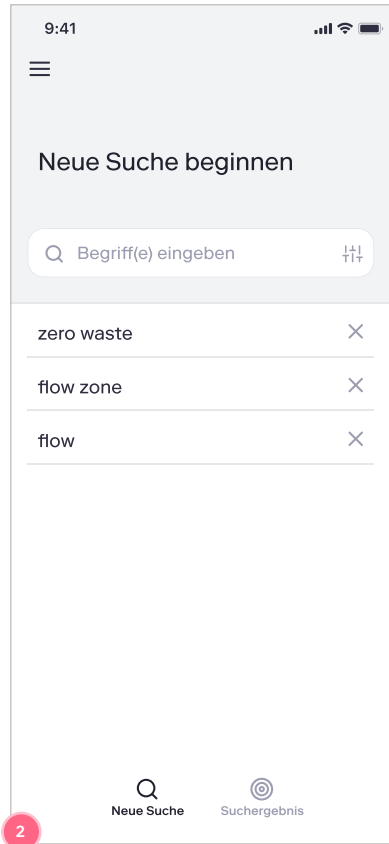 9:41
Neue Suche beginnen
Begriff(e) eingeben
zero waste
flow zone
flow
Neue Suche
Suchergebnis
2